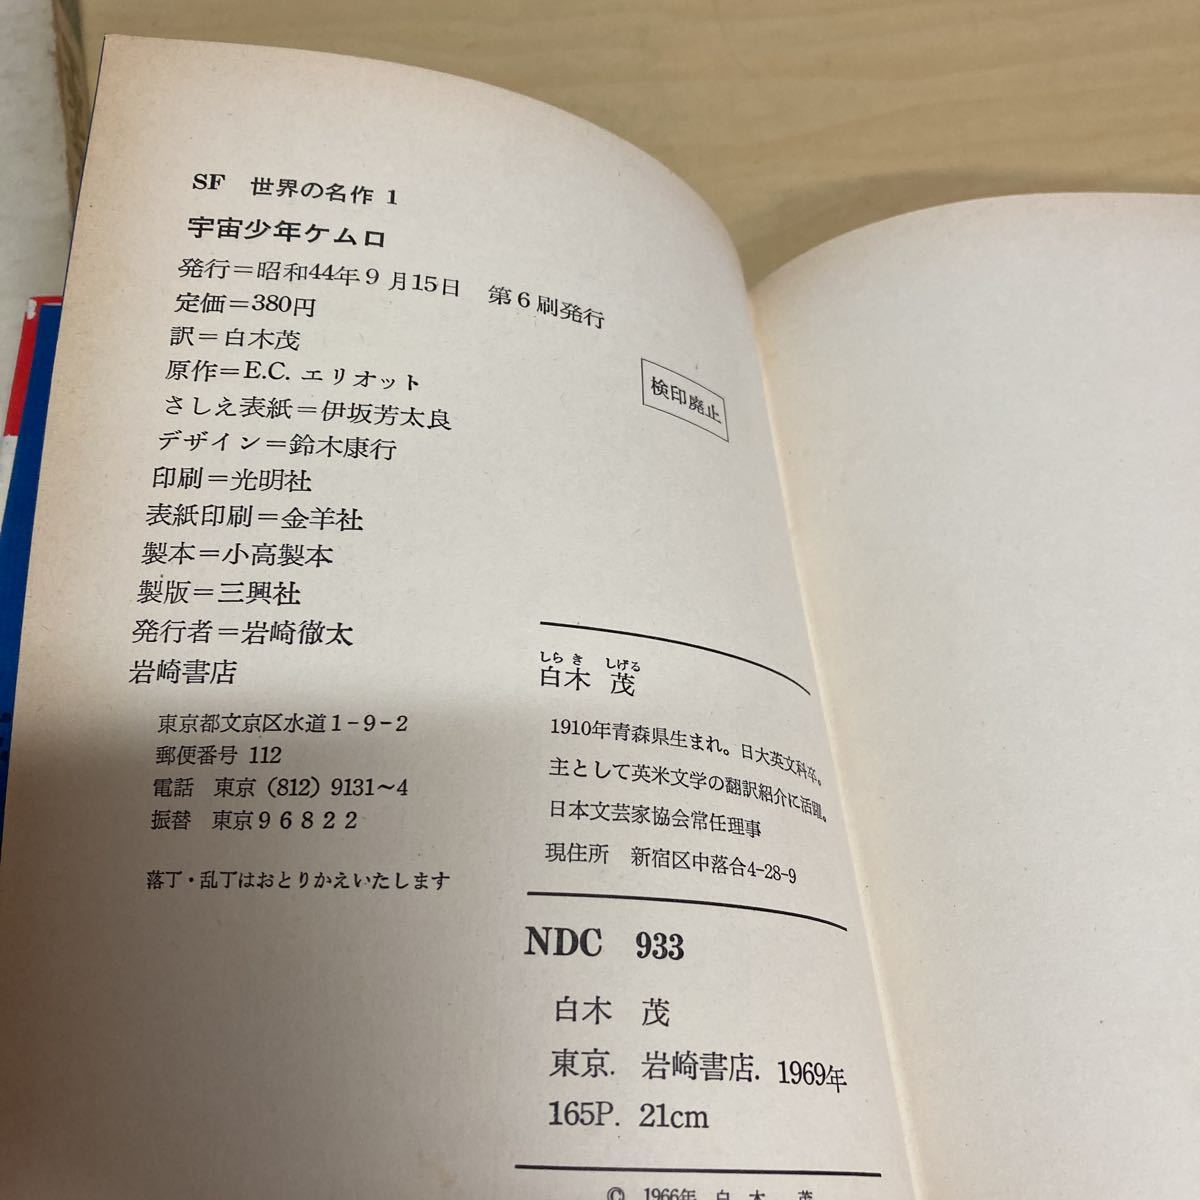 SF 世界の名作 1
宇宙少年ケムロ
発行=昭和44年9月15日 第6刷発行
定価=380円
訳=白木茂
原作=E.C. エリオット
さしえ表紙=伊坂芳太良
デザイン=鈴木康行
印刷=光明社
表紙印刷=金羊社
製本=小高製本
製版=三興社
発行者=岩崎徹太
岩崎書店
東京都文京区水道1-9-2
郵便番号 112
電話 東京 (812) 9131~4
振替 東京96822
落丁・乱丁はおとりかえいたします
検印廃止
しらき しげる
白木 茂
1910年青森県生まれ。日大英文科卒。
主として英米文学の翻訳紹介に活躍。
日本文芸家協会常任理事
現住所 新宿区中落合4-28-9
NDC 933
白木 茂
東京. 岩崎書店. 1969年
165P. 21cm
© 1966年 白木 茂